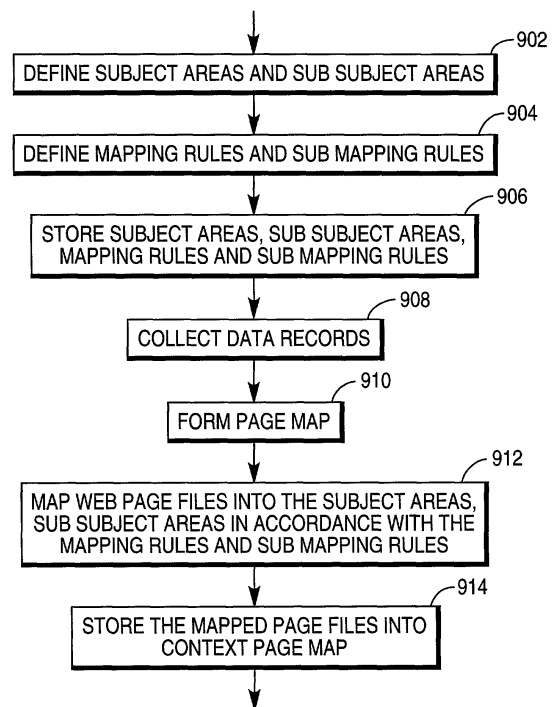 902
DEFINE SUBJECT AREAS AND SUB SUBJECT AREAS
904
DEFINE MAPPING RULES AND SUB MAPPING RULES
906
STORE SUBJECT AREAS, SUB SUBJECT AREAS,
MAPPING RULES AND SUB MAPPING RULES
908
COLLECT DATA RECORDS
910
FORM PAGE MAP
912
MAP WEB PAGE FILES INTO THE SUBJECT AREAS,
SUB SUBJECT AREAS IN ACCORDANCE WITH THE
MAPPING RULES AND SUB MAPPING RULES
914
STORE THE MAPPED PAGE FILES INTO
CONTEXT PAGE MAP